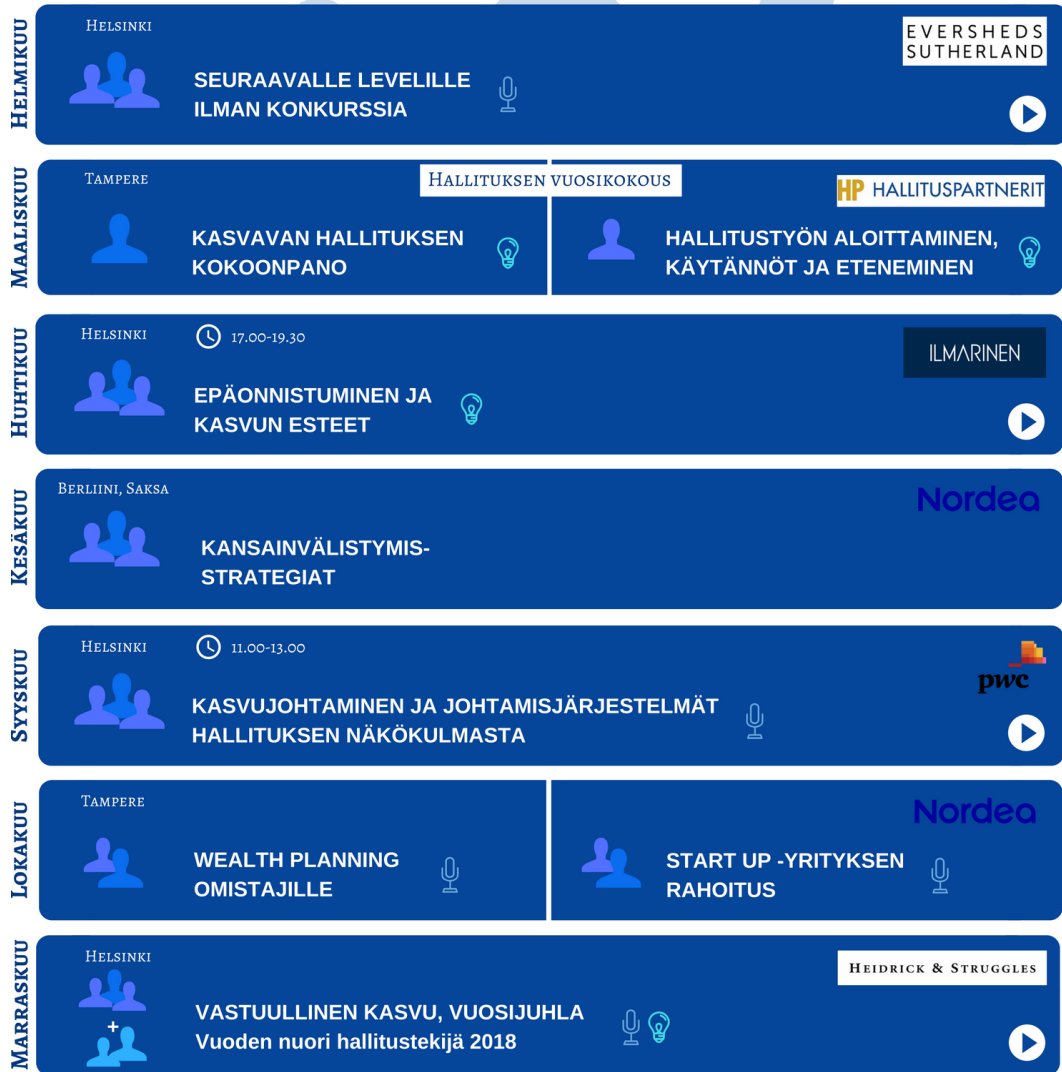 HELMIKUU
HELSINKI
EVERSHEDS
SUTHERLAND
SEURAAVALLE LEVELILLE
ILMAN KONKURSSIA
MAALISKUU
TAMPERE
HALLITUKSEN VUOSIKOKOUS
HP HALLITUSPARTNERIT
KASVAVAN HALLITUKSEN
KOKOONPANO
HALLITUSTYÖN ALOITTAMINEN,
KÄYTÄNNÖT JA ETENEMINEN
HUHTIKUU
HELSINKI
17.00-19.30
ILMARINEN
EPÄONNISTUMINEN JA
KASVUN ESTEET
KESÄKUU
BERLIINI, SAKSA
Nordea
KANSAINVÄLISTYMIS-
STRATEGIAT
SYYSKUU
HELSINKI
11.00-13.00
pwc
KASVUJOHTAMINEN JA JOHTAMISJÄRJESTELMÄT
HALLITUKSEN NÄKÖKULMASTA
LOKAKUU
TAMPERE
Nordea
WEALTH PLANNING
OMISTAJILLE
START UP -YRITYKSEN
RAHOITUS
MARRASKUU
HELSINKI
HEIDRICK & STRUGGLES
+
VASTUULLINEN KASVU, VUOSIJUHLA
Vuoden nuori hallitustekijä 2018